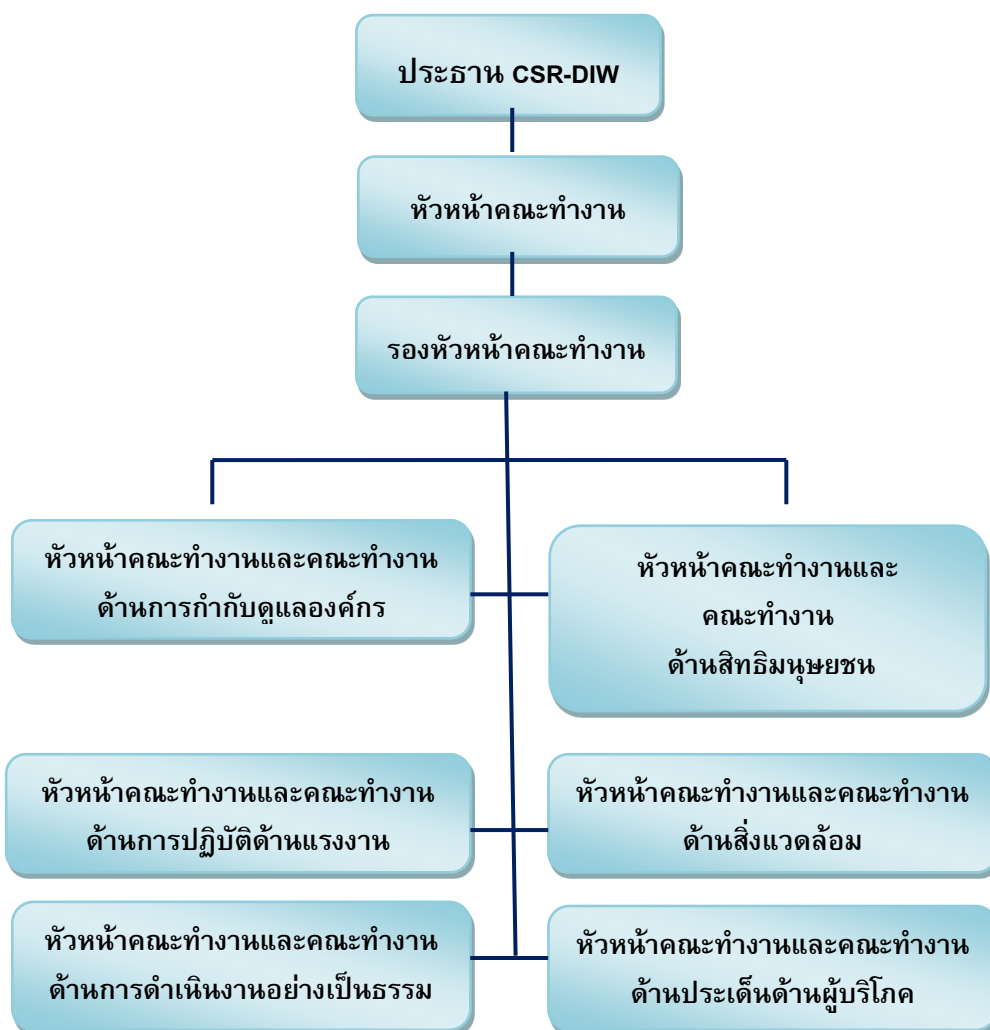 ประธาน CSR-DIW
หัวหน้าคณะทำงาน
รองหัวหน้าคณะทำงาน
หัวหน้าคณะทำงานและคณะทำงาน
ด้านการกำกับดูแลองค์กร
หัวหน้าคณะทำงานและ
คณะทำงาน
ด้านสิทธิมนุษยชน
หัวหน้าคณะทำงานและคณะทำงาน
ด้านการปฏิบัติด้านแรงงาน
หัวหน้าคณะทำงานและคณะทำงาน
ด้านสิ่งแวดล้อม
หัวหน้าคณะทำงานและคณะทำงาน
ด้านการดำเนินงานอย่างเป็นธรรม
หัวหน้าคณะทำงานและคณะทำงาน
ด้านประเด็นด้านผู้บริโภค